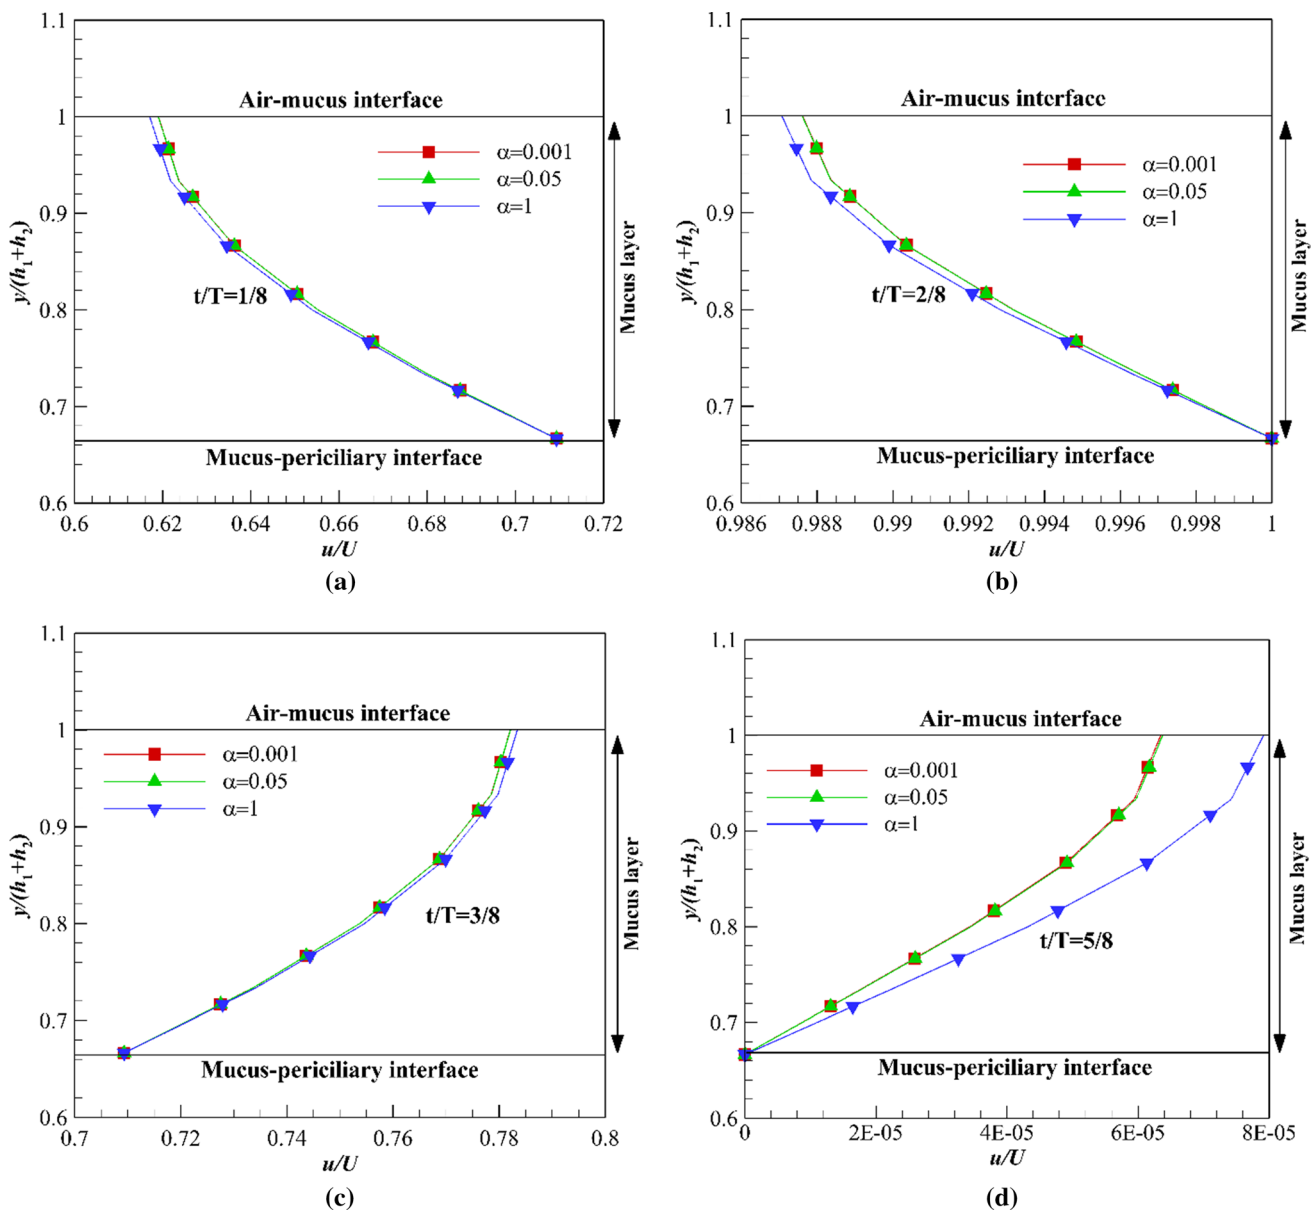 1.1
Air-mucus interface
1
α=0.001
α=0.05
α=1
0.9
y/(h1+h2)
t/T=1/8
Mucus layer
0.8
0.7
Mucus-periciliary interface
0.6
0.6 0.62 0.64 0.66 0.68 0.7 0.72
u/U
(a)
1.1
Air-mucus interface
1
α=0.001
α=0.05
α=1
0.9
y/(h1+h2)
t/T=2/8
Mucus layer
0.8
0.7
Mucus-periciliary interface
0.6
0.986 0.988 0.99 0.992 0.994 0.996 0.998 1
u/U
(b)
1.1
Air-mucus interface
1
α=0.001
α=0.05
α=1
0.9
y/(h1+h2)
t/T=3/8
Mucus layer
0.8
0.7
Mucus-periciliary interface
0.6
0.7 0.72 0.74 0.76 0.78 0.8
u/U
(c)
1.1
Air-mucus interface
1
α=0.001
α=0.05
α=1
0.9
y/(h1+h2)
t/T=5/8
Mucus layer
0.8
0.7
Mucus-periciliary interface
0.6
0 2E-05 4E-05 6E-05 8E-05
u/U
(d)